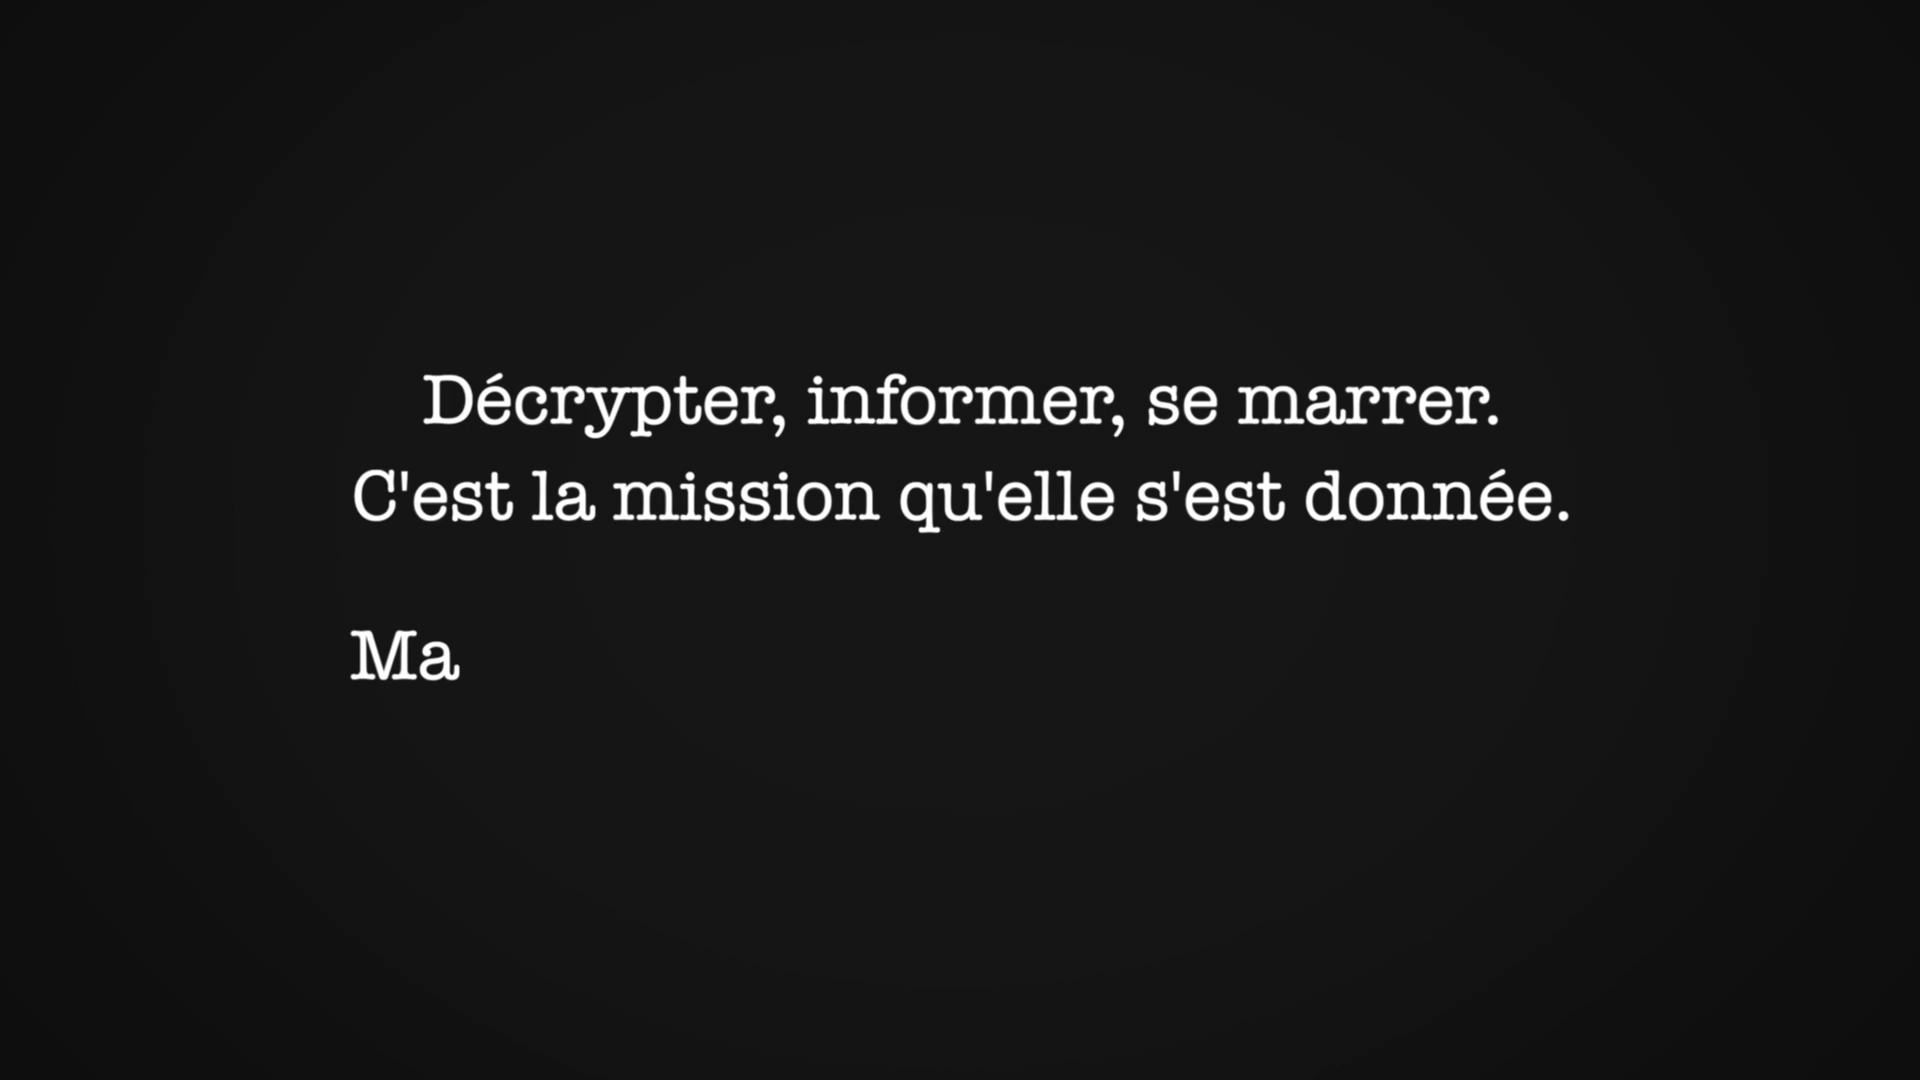 Décrypter, informer, se marrer.
C'est la mission qu'elle s'est donnée.
Ma